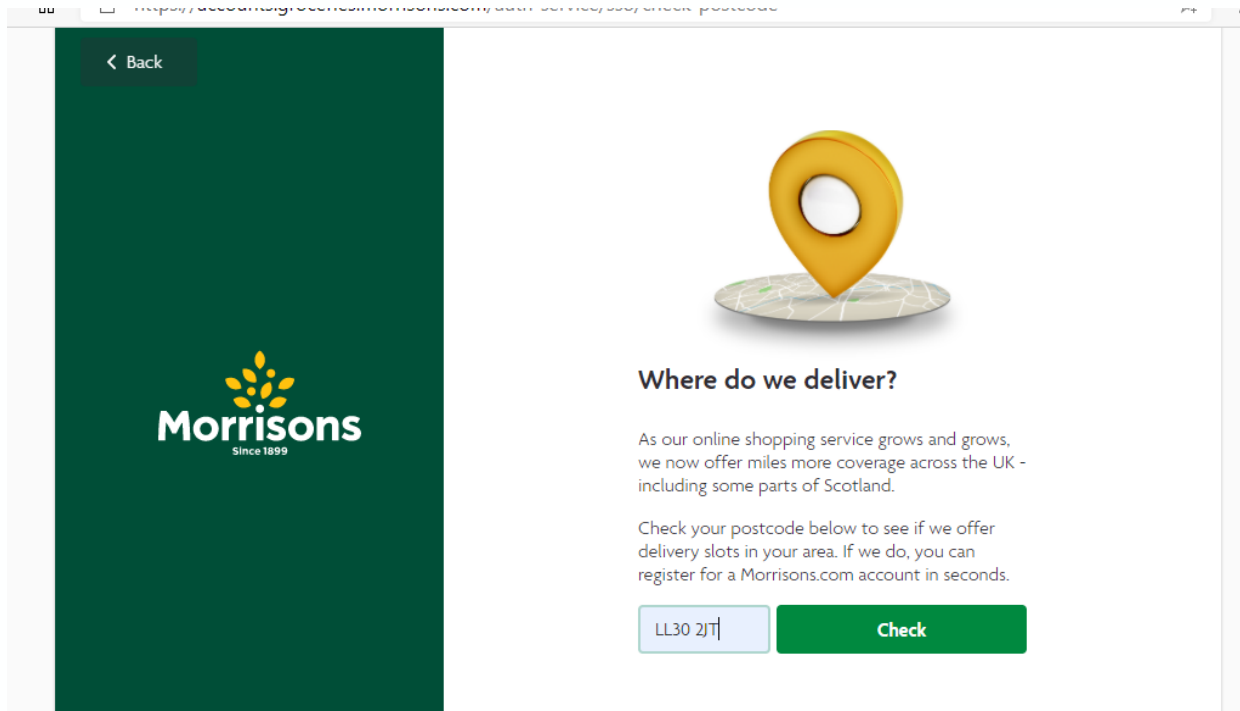 Back
Morrisons
Since 1899
Where do we deliver?
As our online shopping service grows and grows,
we now offer miles more coverage across the UK -
including some parts of Scotland.
Check your postcode below to see if we offer
delivery slots in your area. If we do, you can
register for a Morrisons.com account in seconds.
LL30 2JT
Check